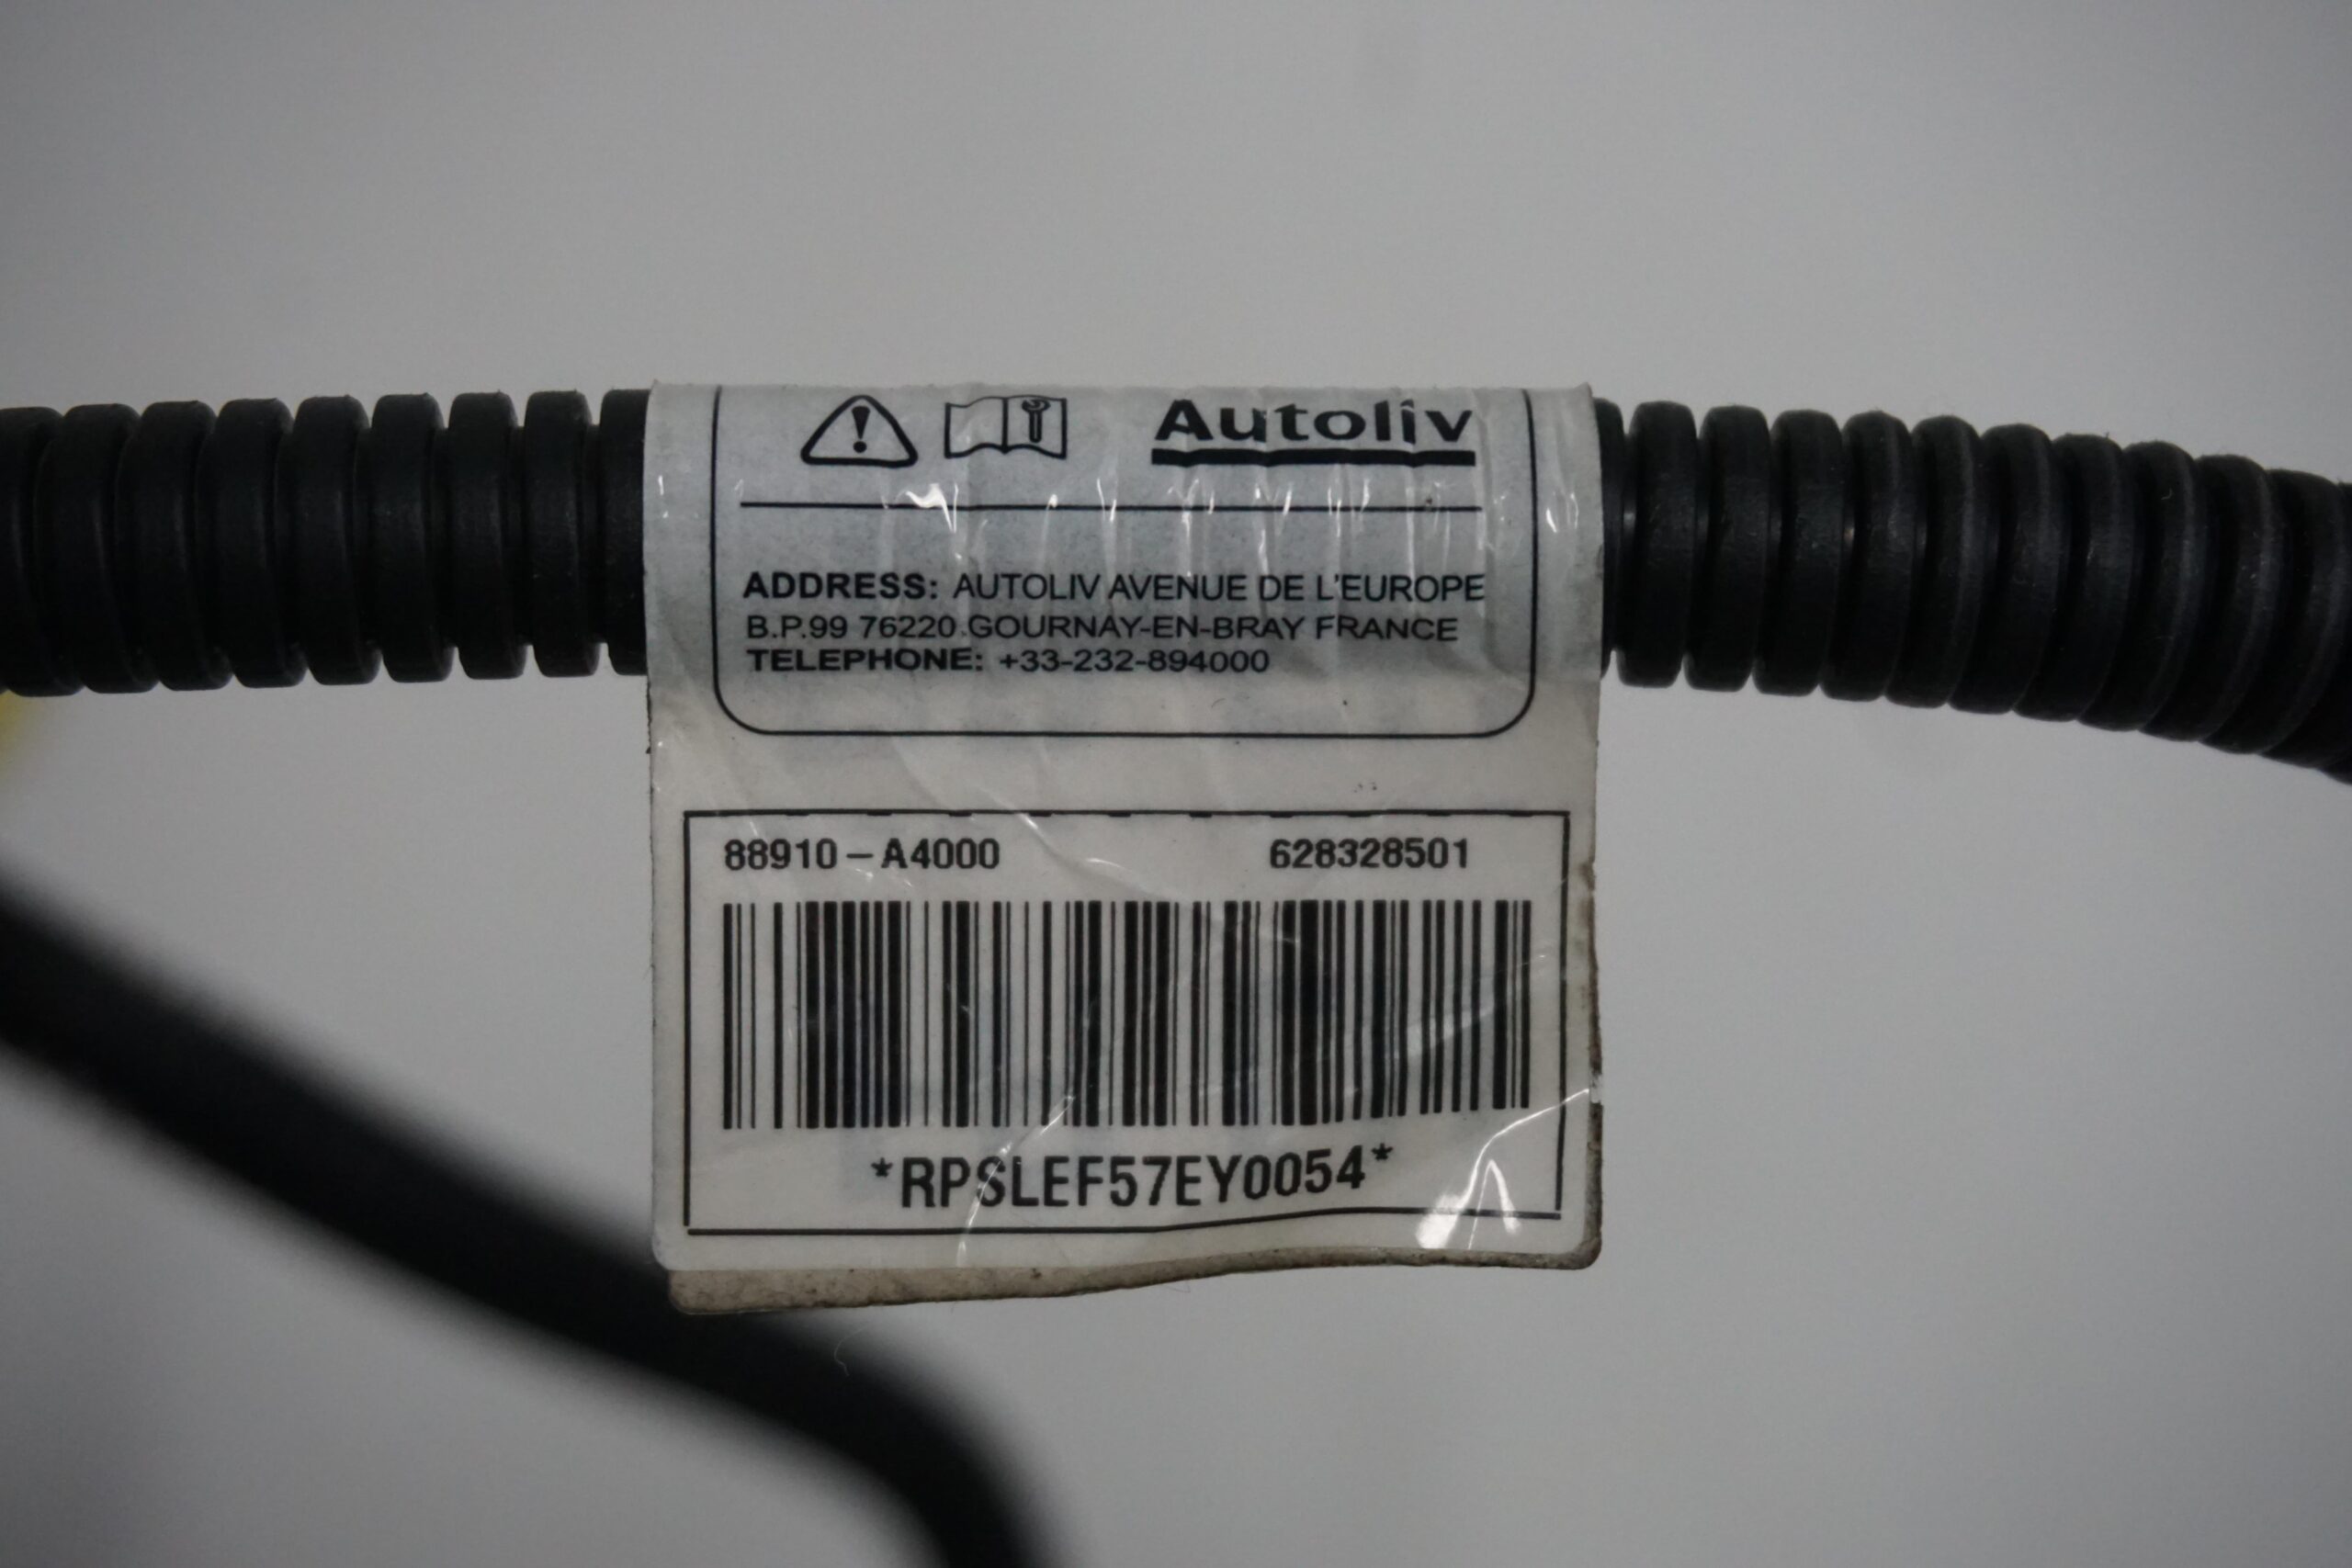 Autoliv
ADDRESS: AUTOLIV AVENUE DE L'EUROPE
B.P.99 76220 GOURNAY-EN-BRAY FRANCE
TELEPHONE: +33-232-894000
88910-A4000 628328501
*RPSLEF57EY0054*